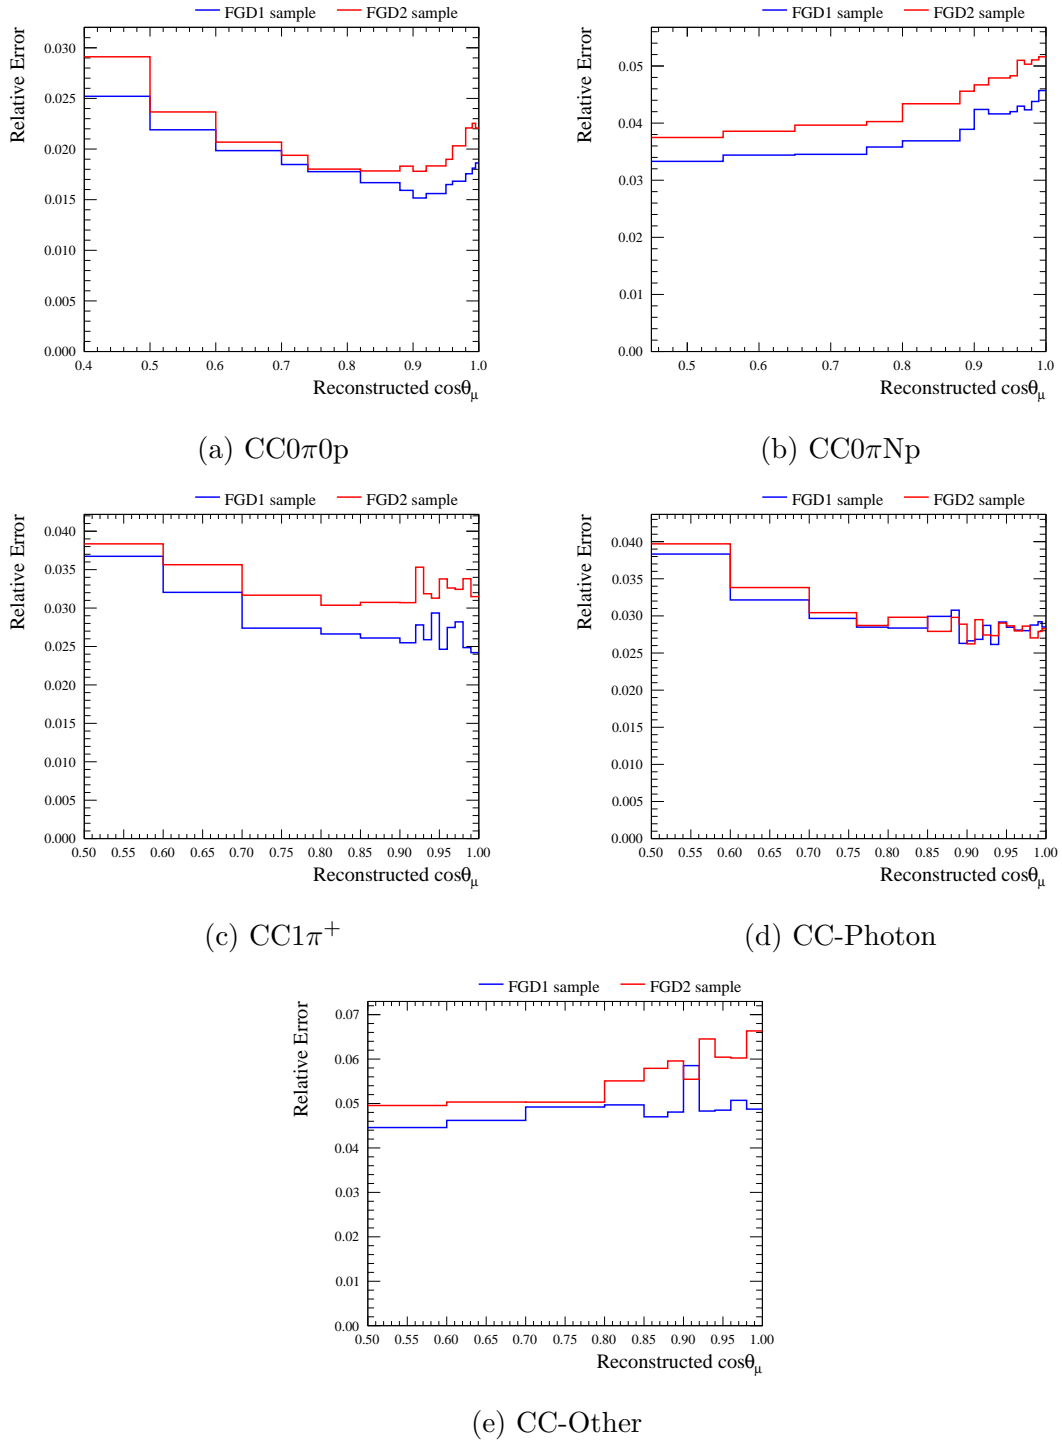 FGD1 sample FGD2 sample
Relative Error
0.030
0.025
0.020
0.015
0.010
0.005
0.000
0.4 0.5 0.6 0.7 0.8 0.9 1.0
Reconstructed cosθμ
(a) CC0π0p
FGD1 sample FGD2 sample
Relative Error
0.05
0.04
0.03
0.02
0.01
0.00
0.5 0.6 0.7 0.8 0.9 1.0
Reconstructed cosθμ
(b) CC0πNp
FGD1 sample FGD2 sample
Relative Error
0.040
0.035
0.030
0.025
0.020
0.015
0.010
0.005
0.000
0.50 0.55 0.60 0.65 0.70 0.75 0.80 0.85 0.90 0.95 1.00
Reconstructed cosθμ
(c) CC1π⁺
FGD1 sample FGD2 sample
Relative Error
0.040
0.035
0.030
0.025
0.020
0.015
0.010
0.005
0.000
0.50 0.55 0.60 0.65 0.70 0.75 0.80 0.85 0.90 0.95 1.00
Reconstructed cosθμ
(d) CC-Photon
FGD1 sample FGD2 sample
Relative Error
0.07
0.06
0.05
0.04
0.03
0.02
0.01
0.00
0.50 0.55 0.60 0.65 0.70 0.75 0.80 0.85 0.90 0.95 1.00
Reconstructed cosθμ
(e) CC-Other